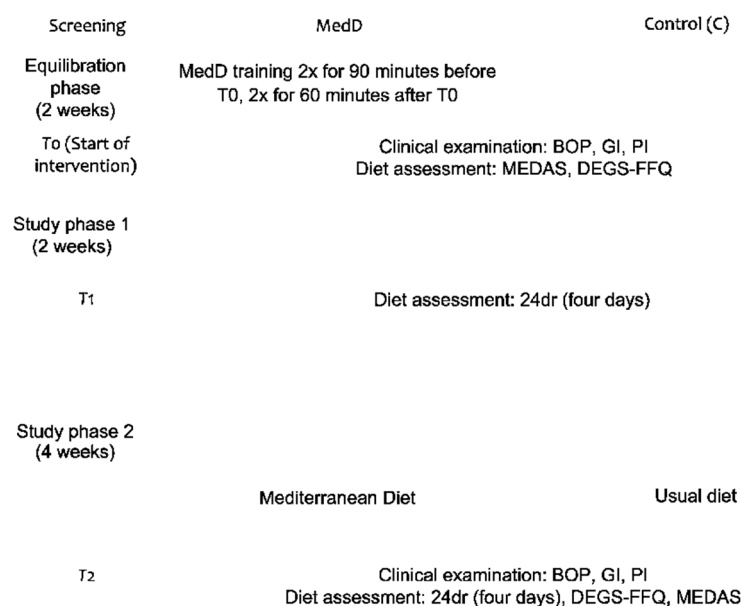 Screening MedD Control (C)
Equilibration
phase
(2 weeks)
MedD training 2x for 90 minutes before
T0, 2x for 60 minutes after T0
To (Start of
intervention)
Clinical examination: BOP, GI, PI
Diet assessment: MEDAS, DEGS-FFQ
Study phase 1
(2 weeks)
T1 Diet assessment: 24dr (four days)
Study phase 2
(4 weeks)
Mediterranean Diet Usual diet
T2 Clinical examination: BOP, GI, PI
Diet assessment: 24dr (four days), DEGS-FFQ, MEDAS